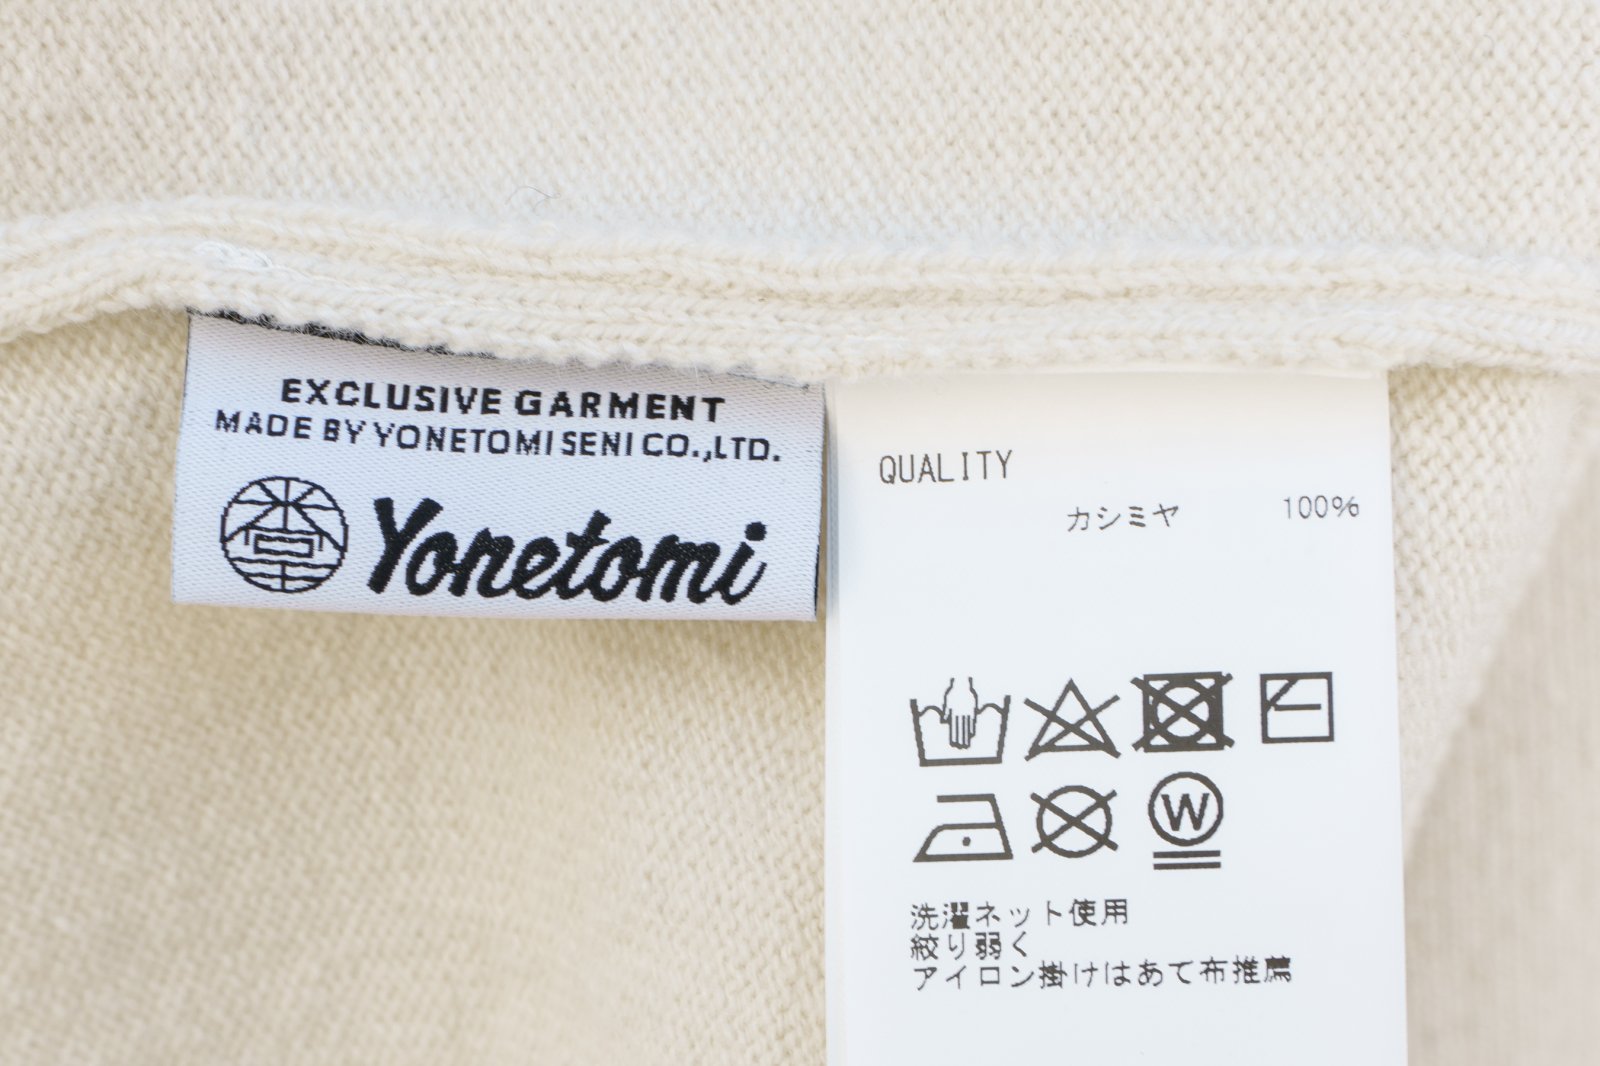 EXCLUSIVE GARMENT
MADE BY YONETOMI SENI CO.,LTD.
Yonetomi
QUALITY
カシミヤ 100%
W
洗濯ネット使用
絞り弱く
アイロン掛けはあて布推薦